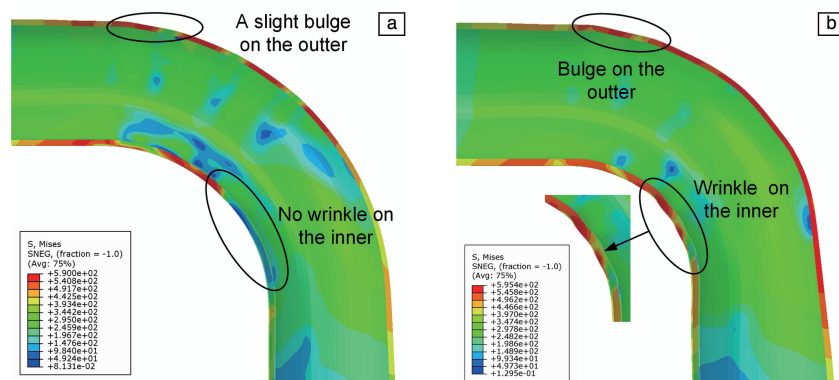 A slight bulge
on the outter
a
No wrinkle on
the inner
S, Mises
SNEG, (fraction = -1.0)
(Avg: 75%)
+5.900e+02
+5.408e+02
+4.917e+02
+4.425e+02
+3.934e+02
+3.442e+02
+2.950e+02
+2.459e+02
+1.967e+02
+1.476e+02
+9.840e+01
+4.924e+01
+8.131e-02
b
Bulge on the
outter
Wrinkle on
the inner
S, Mises
SNEG, (fraction = -1.0)
(Avg: 75%)
+5.954e+02
+5.458e+02
+4.962e+02
+4.466e+02
+3.970e+02
+3.474e+02
+2.978e+02
+2.482e+02
+1.986e+02
+1.489e+02
+9.934e+01
+4.973e+01
+1.295e-01